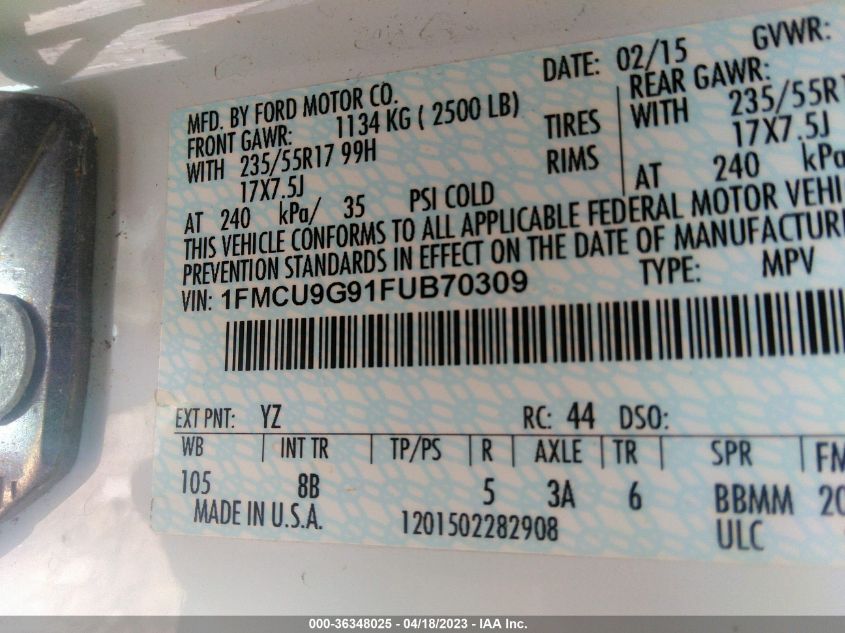 MFD. BY FORD MOTOR CO.
DATE: 02/15
GVWR:
FRONT GAWR: 1134 KG ( 2500 LB)
REAR GAWR:
WITH 235/55R17 99H TIRES
WITH 235/55R1
17X7.5J RIMS
17X7.5J
AT 240 kPa/ 35 PSI COLD
AT 240 kPa
THIS VEHICLE CONFORMS TO ALL APPLICABLE FEDERAL MOTOR VEHI
PREVENTION STANDARDS IN EFFECT ON THE DATE OF MANUFACTUR
VIN: 1FMCU9G91FUB70309
TYPE: MPV
EXT PNT: YZ RC: 44 DSO:
WB | INT TR | TP/PS | R | AXLE | TR | SPR | FM
105 8B 5 3A 6 BBMM 20
MADE IN U.S.A. 1201502282908 ULC
000-36348025 - 04/18/2023 - IAA Inc.